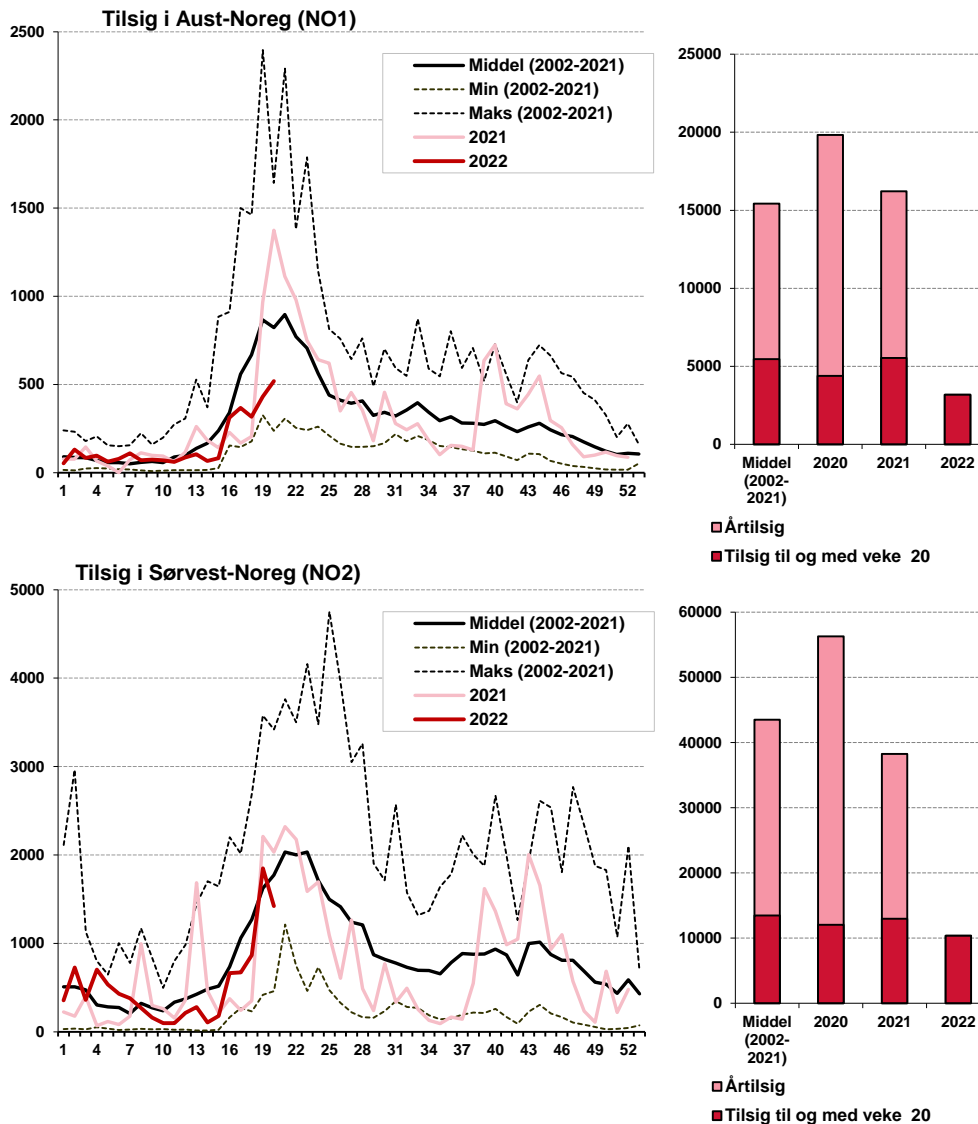 Tilsig i Aust-Noreg (NO1)
2500
2000
1500
1000
500
0
1 4 7 10 13 16 19 22 25 28 31 34 37 40 43 46 49 52
Middel (2002-2021)
Min (2002-2021)
Maks (2002-2021)
2021
2022
25000
20000
15000
10000
5000
0
Middel (2002-2021) 2020 2021 2022
Årtilsig
Tilsig til og med veke 20
Tilsig i Sørvest-Noreg (NO2)
5000
4000
3000
2000
1000
0
1 4 7 10 13 16 19 22 25 28 31 34 37 40 43 46 49 52
Middel (2002-2021)
Min (2002-2021)
Maks (2002-2021)
2021
2022
60000
50000
40000
30000
20000
10000
0
Middel (2002-2021) 2020 2021 2022
Årtilsig
Tilsig til og med veke 20